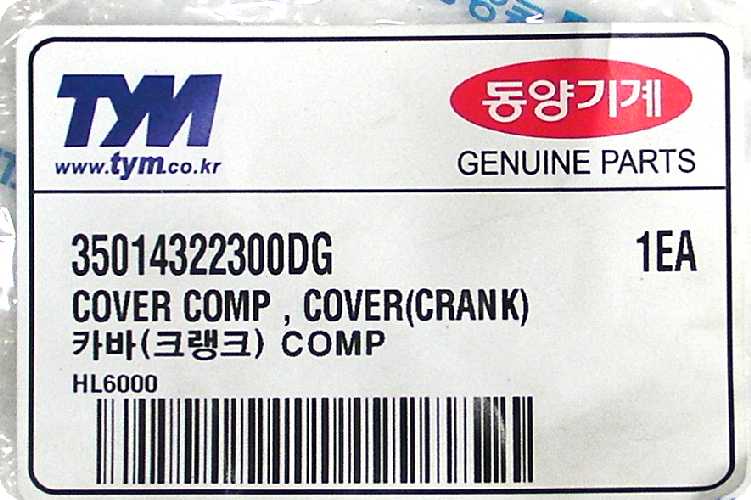 TYM
www.tym.co.kr
동양기계
GENUINE PARTS
35014322300DG
1EA
COVER COMP , COVER(CRANK)
카바(크랭크) COMP
HL6000